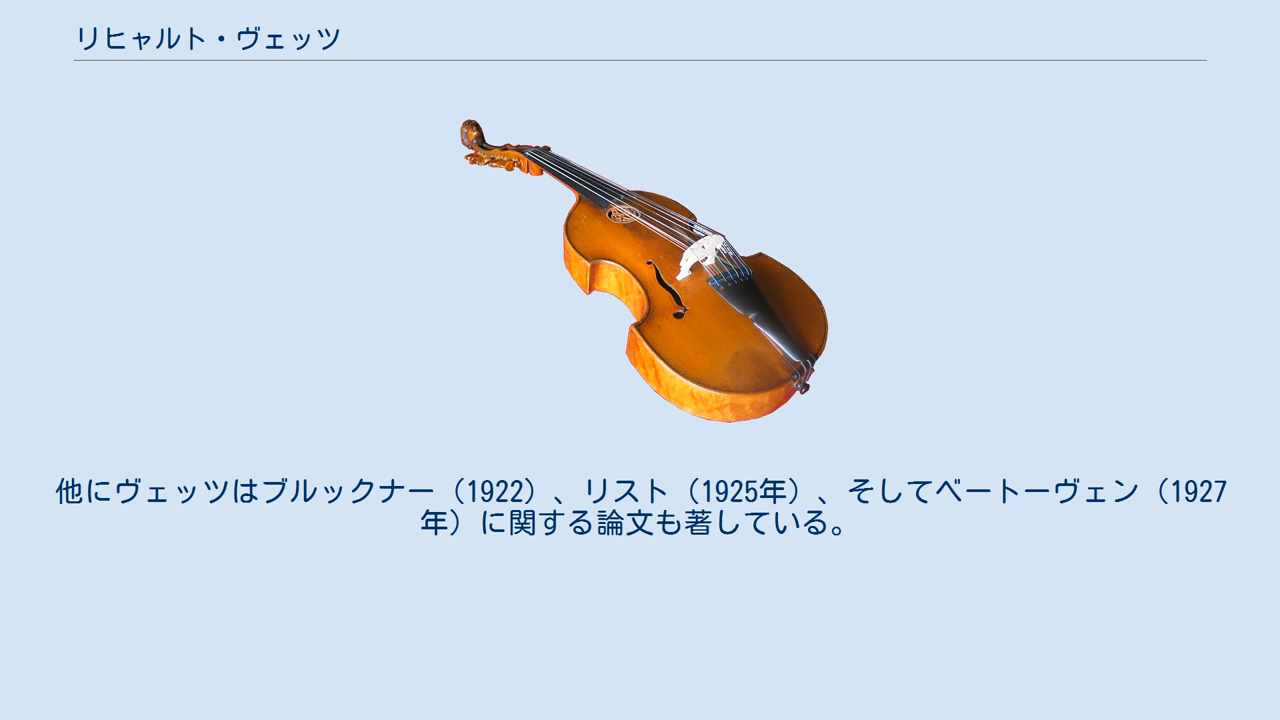 リヒャルト・ヴェッツ
他にヴェッツはブルックナー（1922）、リスト（1925年）、そしてベートーヴェン（1927
年）に関する論文も著している。